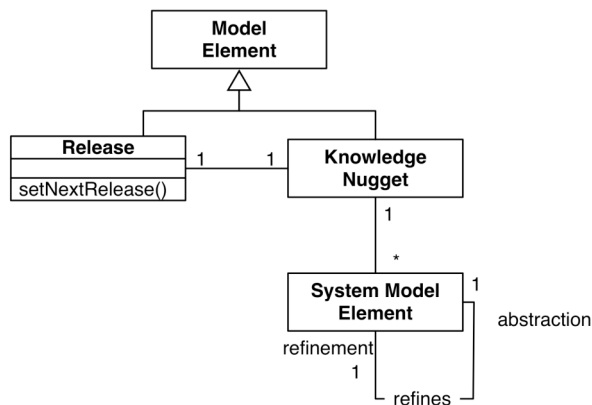 Model
Element
Release
setNextRelease()
1
1
Knowledge
Nugget
1
*
System Model
Element
1
abstraction
refinement
1
refines